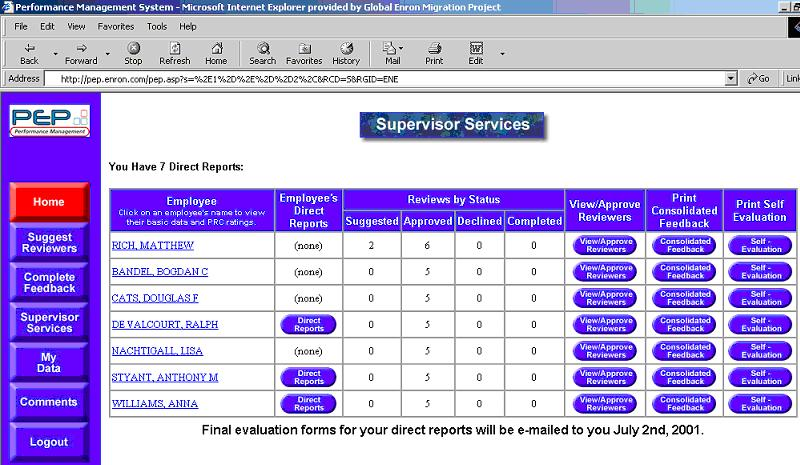 Performance Management System - Microsoft Internet Explorer provided by Global Enron Migration Project
File Edit View Favorites Tools Help
Back Forward Stop Refresh Home Search Favorites History Mail Print Edit
Address http://pep.enron.com/pep.asp?s=%2E1%2D%2E%2D%2D2%2C&RCD=5&RGID=ENE Go
PEP
Performance Management
Home
Suggest
Reviewers
Complete
Feedback
Supervisor
Services
My
Data
Comments
Logout
Supervisor Services
You Have 7 Direct Reports:
Employee
Click on an employee's name to view
their basic data and PRC ratings.
Employee's
Direct
Reports
Reviews by Status
Suggested Approved Declined Completed
View/Approve
Reviewers
Print
Consolidated
Feedback
Print Self
Evaluation
RICH, MATTHEW (none) 2 6 0 0 View/Approve Reviewers Consolidated Feedback Self - Evaluation
BANDEL, BOGDAN C (none) 0 5 0 0 View/Approve Reviewers Consolidated Feedback Self - Evaluation
CATS, DOUGLAS F (none) 0 5 0 0 View/Approve Reviewers Consolidated Feedback Self - Evaluation
DE VALCOURT, RALPH Direct Reports 0 5 0 0 View/Approve Reviewers Consolidated Feedback Self - Evaluation
NACHTIGALL, LISA (none) 0 5 0 0 View/Approve Reviewers Consolidated Feedback Self - Evaluation
STYANT, ANTHONY M Direct Reports 0 5 0 0 View/Approve Reviewers Consolidated Feedback Self - Evaluation
WILLIAMS, ANNA Direct Reports 0 5 0 0 View/Approve Reviewers Consolidated Feedback Self - Evaluation
Final evaluation forms for your direct reports will be e-mailed to you July 2nd, 2001.